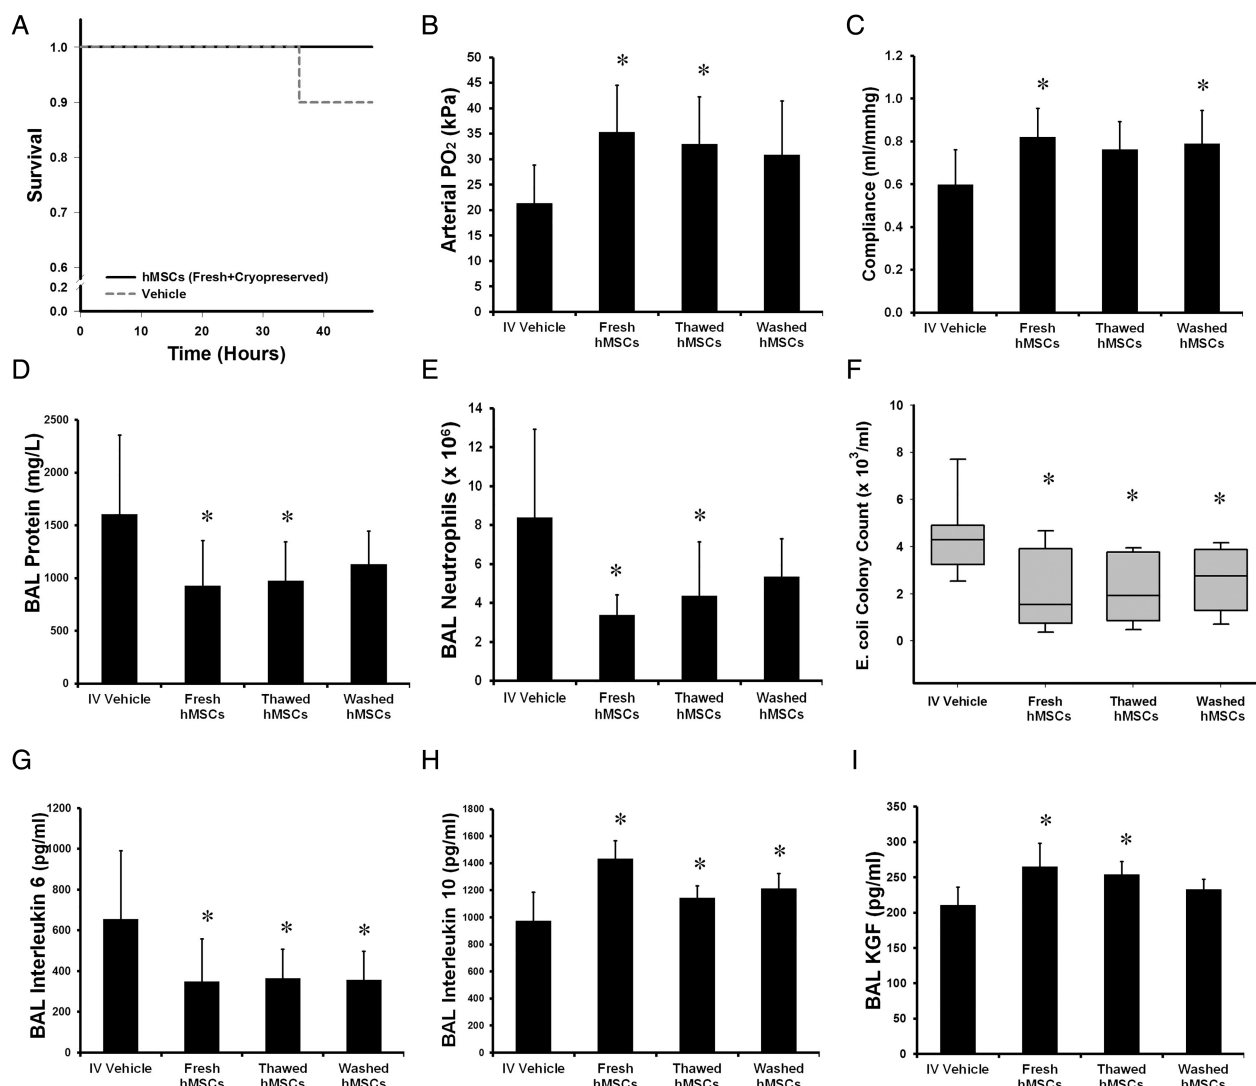 A
Survival
1.0
0.9
0.8
0.7
0.6
0.2
0.0
hMSCs (Fresh+Cryopreserved)
Vehicle
0 10 20 30 40
Time (Hours)
B
Arterial PO₂ (kPa)
50
45
40
35
30
25
20
15
10
5
0
* *
IV Vehicle Fresh hMSCs Thawed hMSCs Washed hMSCs
C
Compliance (ml/mmhg)
1.2
1.0
0.8
0.6
0.4
0.2
0.0
* *
IV Vehicle Fresh hMSCs Thawed hMSCs Washed hMSCs
D
BAL Protein (mg/L)
2500
2000
1500
1000
500
0
* *
IV Vehicle Fresh hMSCs Thawed hMSCs Washed hMSCs
E
BAL Neutrophils (x 10⁶)
14
12
10
8
6
4
2
0
* *
IV Vehicle Fresh hMSCs Thawed hMSCs Washed hMSCs
F
E. coli Colony Count (x 10³/ml)
10
8
6
4
2
0
* * *
IV Vehicle Fresh hMSCs Thawed hMSCs Washed hMSCs
G
BAL Interleukin 6 (pg/ml)
1200
1000
800
600
400
200
0
* * *
IV Vehicle Fresh hMSCs Thawed hMSCs Washed hMSCs
H
BAL Interleukin 10 (pg/ml)
1800
1600
1400
1200
1000
800
600
400
200
0
* * *
IV Vehicle Fresh hMSCs Thawed hMSCs Washed hMSCs
I
BAL KGF (pg/ml)
350
300
250
200
150
100
50
0
* *
IV Vehicle Fresh hMSCs Thawed hMSCs Washed hMSCs